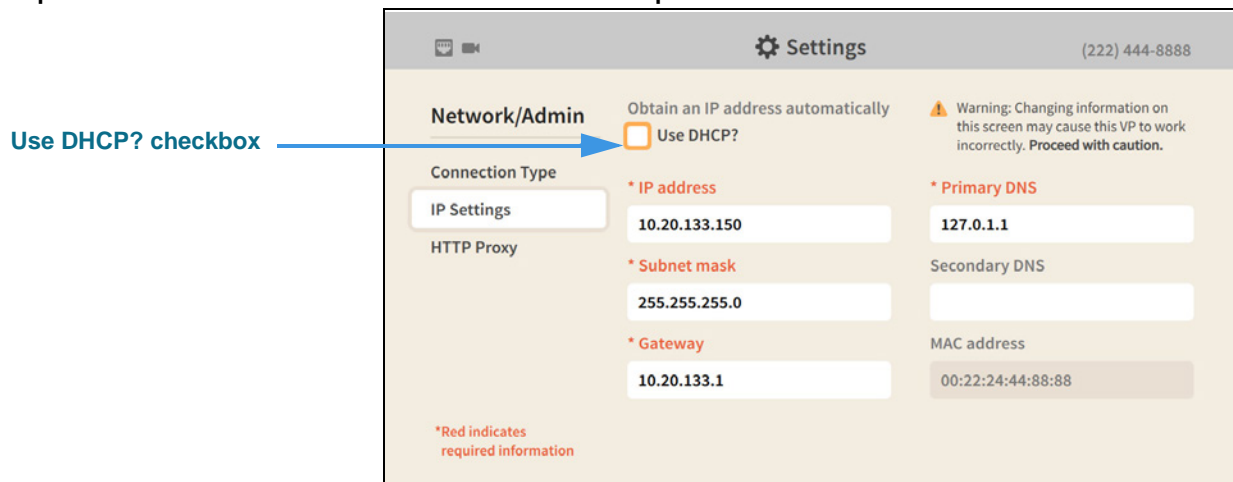 Settings
(222) 444-8888
Use DHCP? checkbox
Network/Admin
Connection Type
IP Settings
HTTP Proxy
*Red indicates
required information
Obtain an IP address automatically
Use DHCP?
* IP address
10.20.133.150
* Subnet mask
255.255.255.0
* Gateway
10.20.133.1
Warning: Changing information on
this screen may cause this VP to work
incorrectly. Proceed with caution.
* Primary DNS
127.0.1.1
Secondary DNS
MAC address
00:22:24:44:88:88